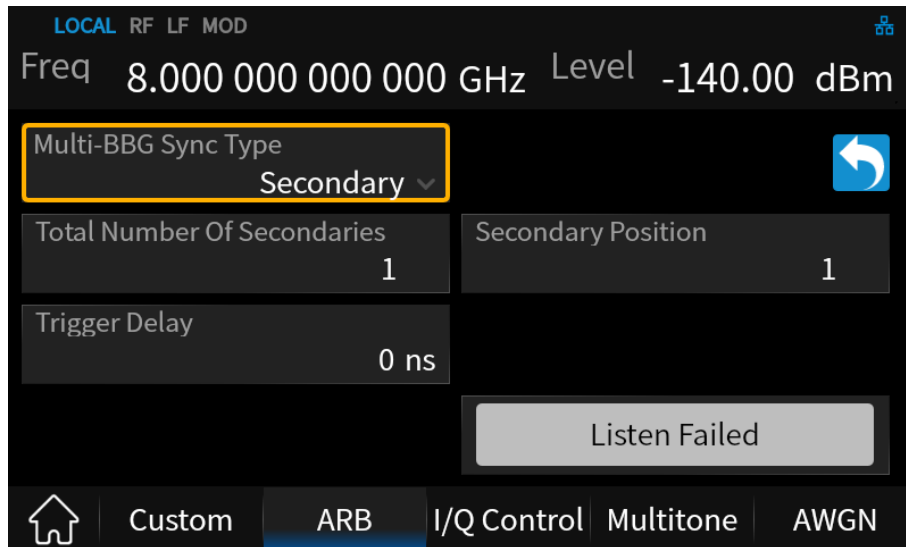 LOCAL RF LF MOD
Freq 8.000 000 000 000 GHz Level -140.00 dBm
Multi-BBG Sync Type
Secondary
Total Number Of Secondaries
1
Secondary Position
1
Trigger Delay
0 ns
Listen Failed
Custom ARB I/Q Control Multitone AWGN